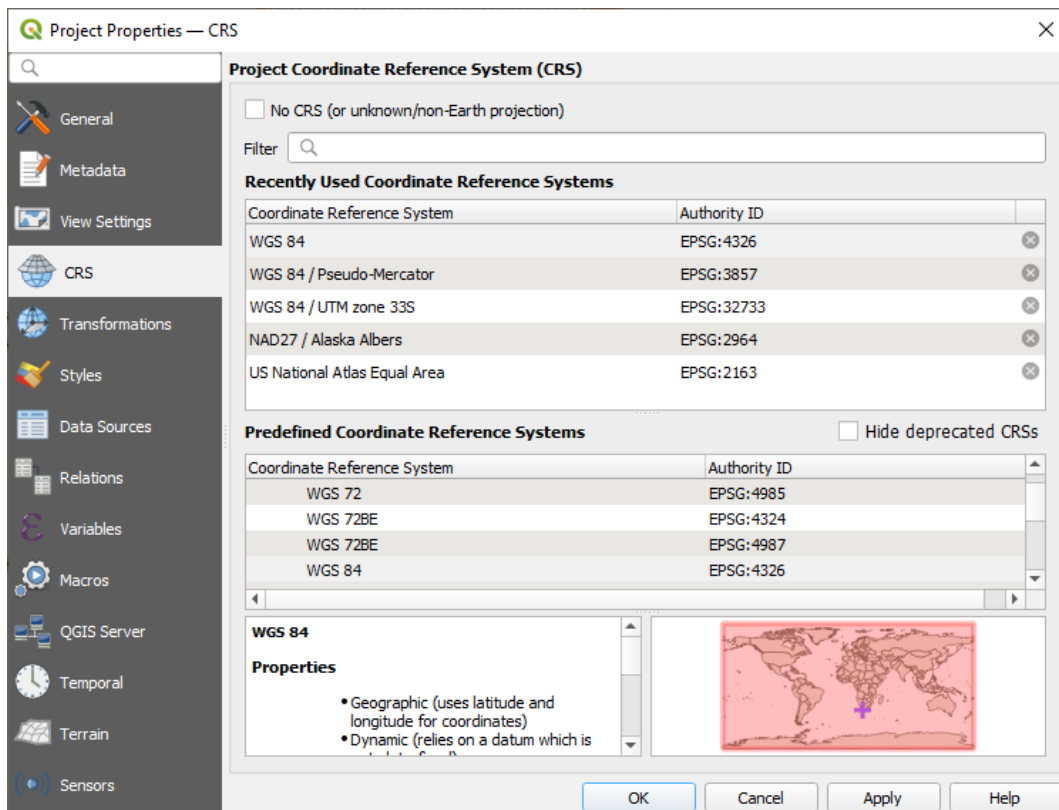 Project Properties — CRS
Project Coordinate Reference System (CRS)
General
Metadata
View Settings
CRS
Transformations
Styles
Data Sources
Relations
Variables
Macros
QGIS Server
Temporal
Terrain
Sensors
No CRS (or unknown/non-Earth projection)
Filter
Recently Used Coordinate Reference Systems
Coordinate Reference System Authority ID
WGS 84 EPSG:4326
WGS 84 / Pseudo-Mercator EPSG:3857
WGS 84 / UTM zone 33S EPSG:32733
NAD27 / Alaska Albers EPSG:2964
US National Atlas Equal Area EPSG:2163
Predefined Coordinate Reference Systems Hide deprecated CRSs
Coordinate Reference System Authority ID
WGS 72 EPSG:4985
WGS 72BE EPSG:4324
WGS 72BE EPSG:4987
WGS 84 EPSG:4326
WGS 84
Properties
• Geographic (uses latitude and
longitude for coordinates)
• Dynamic (relies on a datum which is
OK Cancel Apply Help